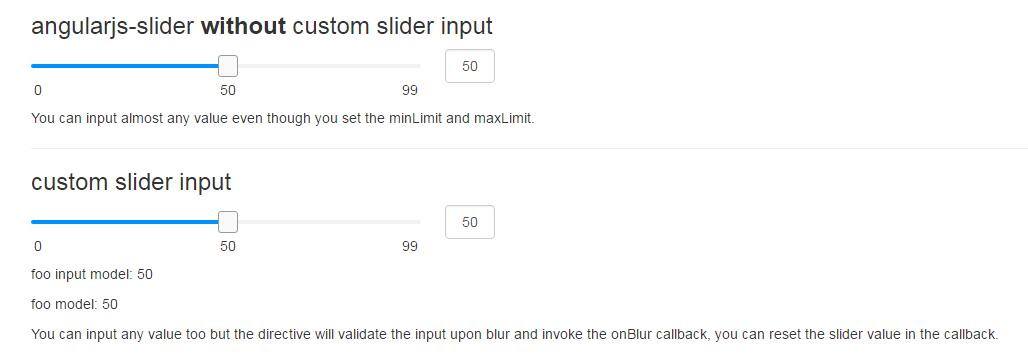 angularjs-slider without custom slider input
50
0 50 99
You can input almost any value even though you set the minLimit and maxLimit.
custom slider input
50
0 50 99
foo input model: 50
foo model: 50
You can input any value too but the directive will validate the input upon blur and invoke the onBlur callback, you can reset the slider value in the callback.